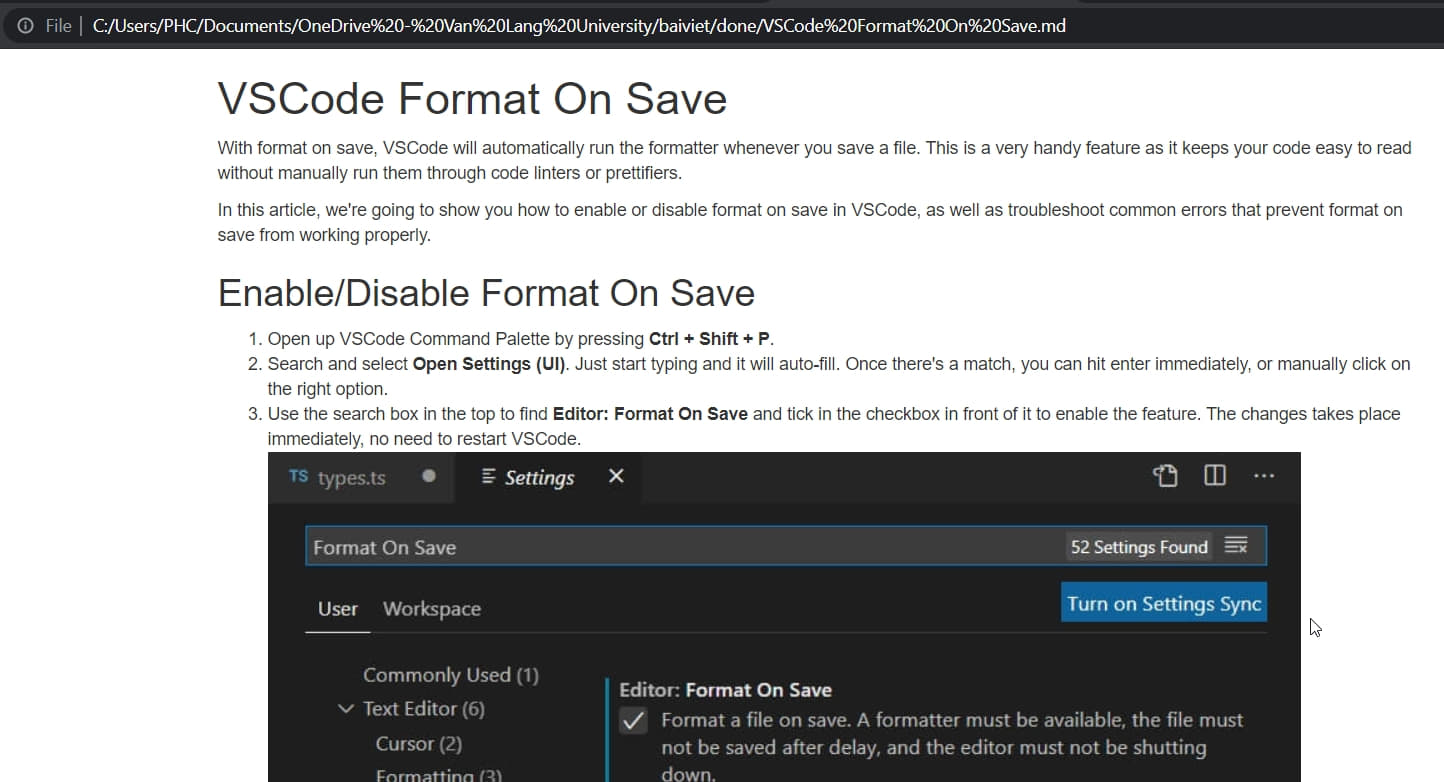 File | C:/Users/PHC/Documents/OneDrive%20-%20Van%20Lang%20University/baiviet/done/VSCode%20Format%20On%20Save.md
VSCode Format On Save
With format on save, VSCode will automatically run the formatter whenever you save a file. This is a very handy feature as it keeps your code easy to read
without manually run them through code linters or prettifiers.
In this article, we're going to show you how to enable or disable format on save in VSCode, as well as troubleshoot common errors that prevent format on
save from working properly.
Enable/Disable Format On Save
1. Open up VSCode Command Palette by pressing Ctrl + Shift + P.
2. Search and select Open Settings (UI). Just start typing and it will auto-fill. Once there's a match, you can hit enter immediately, or manually click on
the right option.
3. Use the search box in the top to find Editor: Format On Save and tick in the checkbox in front of it to enable the feature. The changes takes place
immediately, no need to restart VSCode.
TS types.ts Settings
Format On Save 52 Settings Found
User Workspace Turn on Settings Sync
Commonly Used (1)
Text Editor (6)
Cursor (2)
Formatting (3)
Editor: Format On Save
Format a file on save. A formatter must be available, the file must
not be saved after delay, and the editor must not be shutting
down.